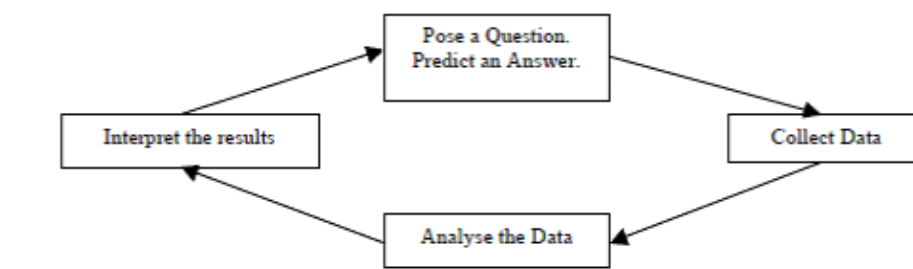 Pose a Question.
Predict an Answer.
Interpret the results
Collect Data
Analyse the Data